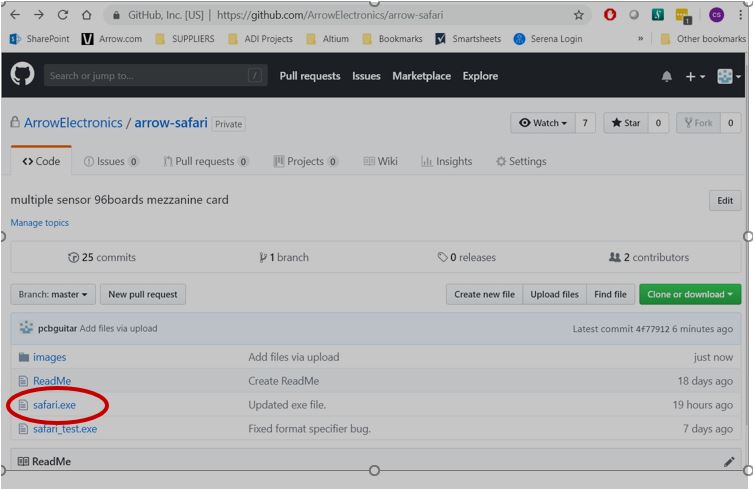 GitHub, Inc. [US] | https://github.com/ArrowElectronics/arrow-safari 1 CS
SharePoint Arrow.com SUPPLIERS ADI Projects Altium Bookmarks Smartsheets Serena Login » Other bookmarks
Search or jump to... / Pull requests Issues Marketplace Explore
ArrowElectronics / arrow-safari Private Watch 7 Star 0 Fork 0
Code Issues 0 Pull requests 0 Projects 0 Wiki Insights Settings
multiple sensor 96boards mezzanine card Edit
Manage topics
25 commits 1 branch 0 releases 2 contributors
Branch: master New pull request Create new file Upload files Find file Clone or download
pcbguitar Add files via upload Latest commit 4f77912 6 minutes ago
images Add files via upload just now
ReadMe Create ReadMe 18 days ago
safari.exe Updated exe file. 19 hours ago
safari_test.exe Fixed format specifier bug. 7 days ago
ReadMe